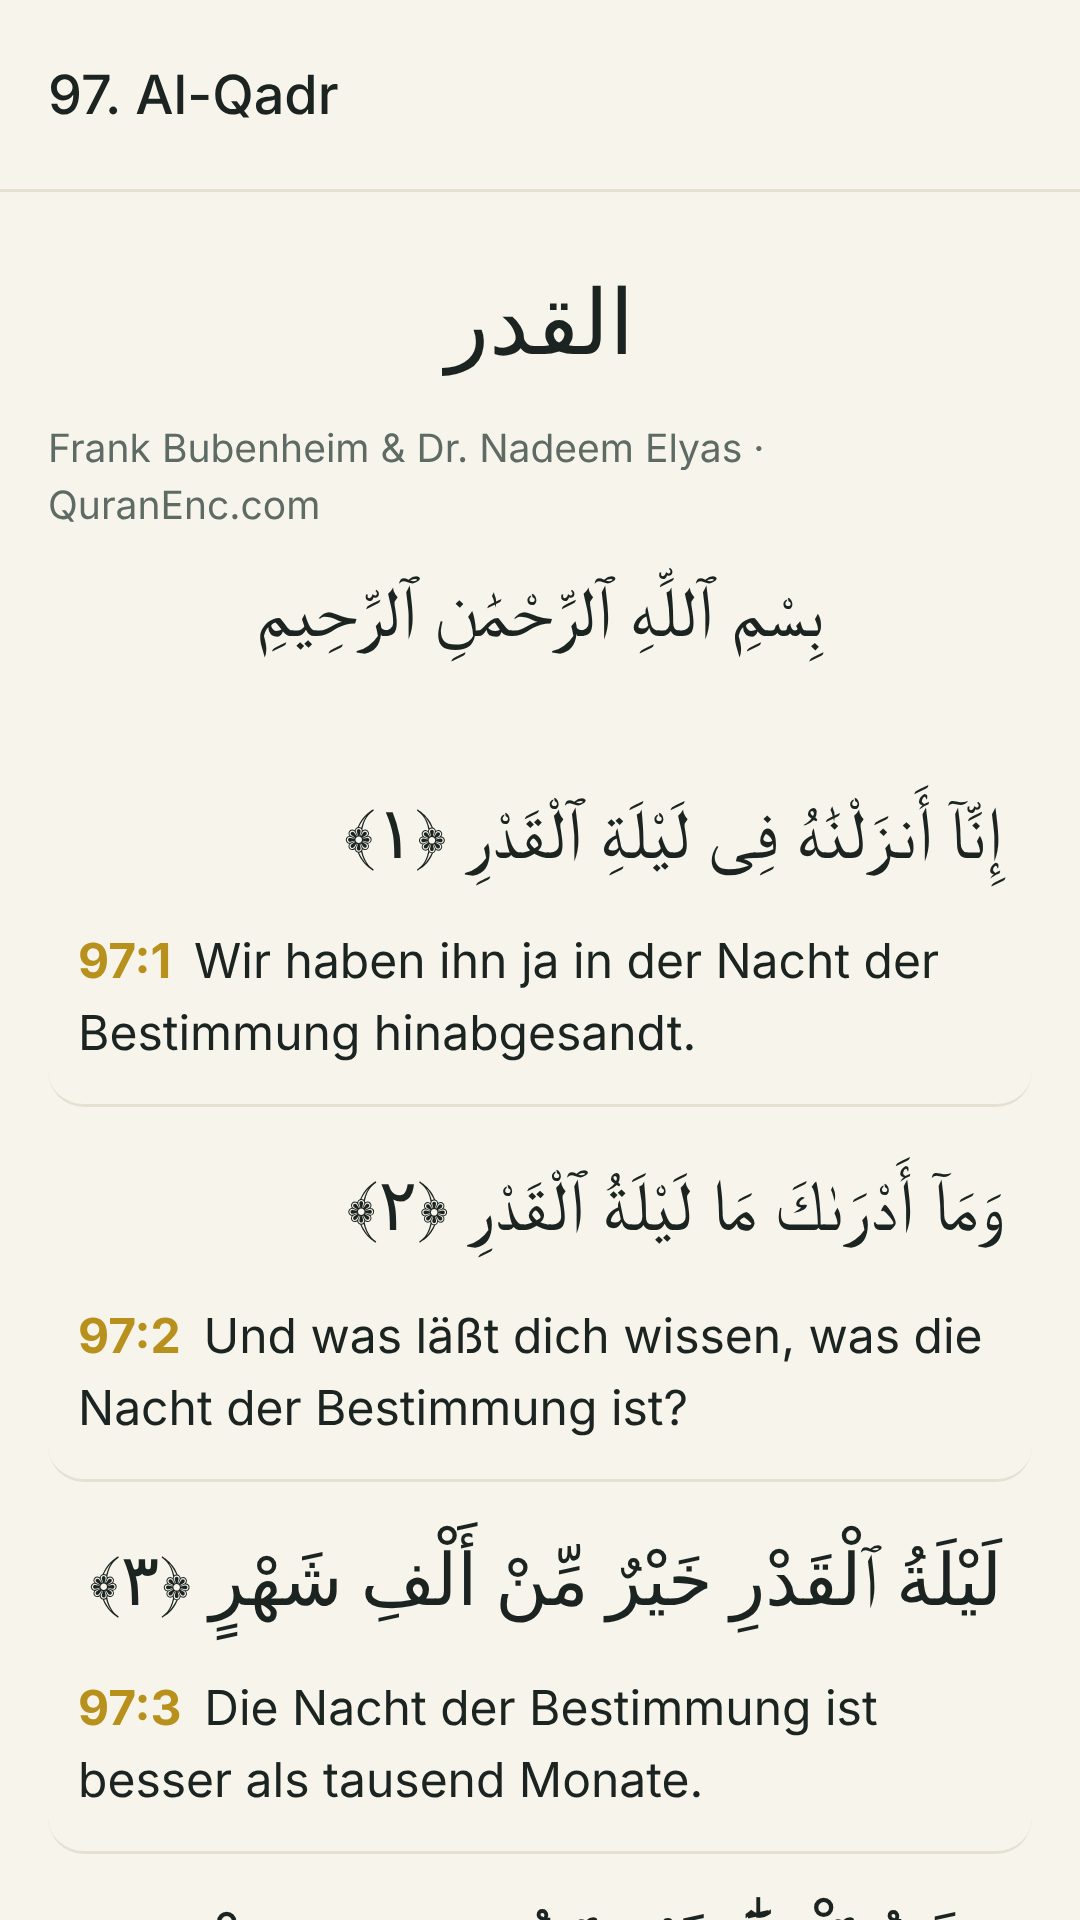 97. Al-Qadr
القدر
Frank Bubenheim & Dr. Nadeem Elyas ·
QuranEnc.com
بِسْمِ ٱللَّهِ ٱلرَّحْمَٰنِ ٱلرَّحِيمِ
إِنَّآ أَنزَلْنَٰهُ فِى لَيْلَةِ ٱلْقَدْرِ ﴿١﴾
97:1 Wir haben ihn ja in der Nacht der
Bestimmung hinabgesandt.
وَمَآ أَدْرَىٰكَ مَا لَيْلَةُ ٱلْقَدْرِ ﴿٢﴾
97:2 Und was läßt dich wissen, was die
Nacht der Bestimmung ist?
لَيْلَةُ ٱلْقَدْرِ خَيْرٌ مِّنْ أَلْفِ شَهْرٍ ﴿٣﴾
97:3 Die Nacht der Bestimmung ist
besser als tausend Monate.